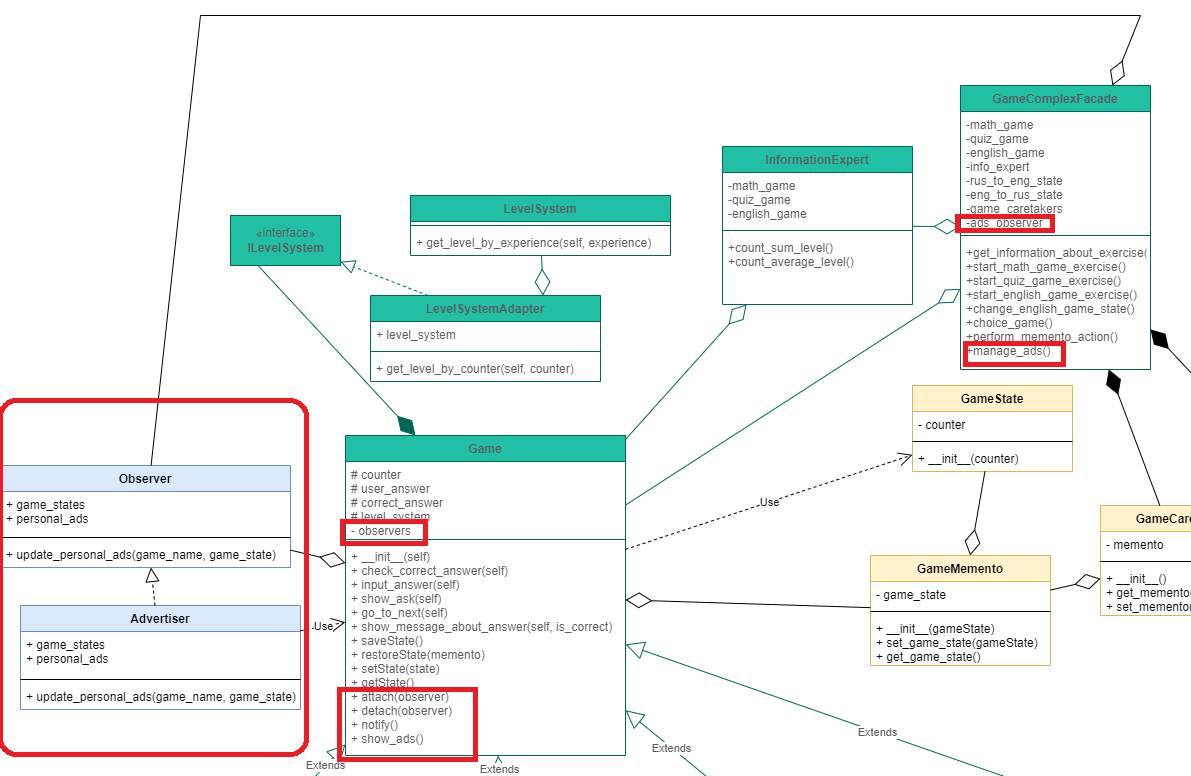 GameComplexFacade
-math_game
-quiz_game
-english_game
-info_expert
-rus_to_eng_state
-eng_to_rus_state
-game_caretakers
-ads_observer
+get_information_about_exercise(
+start_math_game_exercise()
+start_quiz_game_exercise()
+start_english_game_exercise()
+change_english_game_state()
+choice_game()
+perform_memento_action()
+manage_ads()
InformationExpert
-math_game
-quiz_game
-english_game
+count_sum_level()
+count_average_level()
LevelSystem
+ get_level_by_experience(self, experience)
«interface»
ILevelSystem
LevelSystemAdapter
+ level_system
+ get_level_by_counter(self, counter)
GameState
- counter
+ __init__(counter)
Game
# counter
# user_answer
# correct_answer
# level_system
- observers
+ __init__(self)
+ check_correct_answer(self)
+ input_answer(self)
+ show_ask(self)
+ go_to_next(self)
+ show_message_about_answer(self, is_correct)
+ saveState()
+ restoreState(memento)
+ setState(state)
+ getState()
+ attach(observer)
+ detach(observer)
+ notify()
+ show_ads()
Observer
+ game_states
+ personal_ads
+ update_personal_ads(game_name, game_state)
Advertiser
+ game_states
+ personal_ads
+ update_personal_ads(game_name, game_state)
Use
Use
GameMemento
- game_state
+ __init__(gameState)
+ set_game_state(gameState)
+ get_game_state()
GameCare
- memento
+ __init__()
+ get_memento(
+ set_memento(
Extends
Extends
Extends
Extends